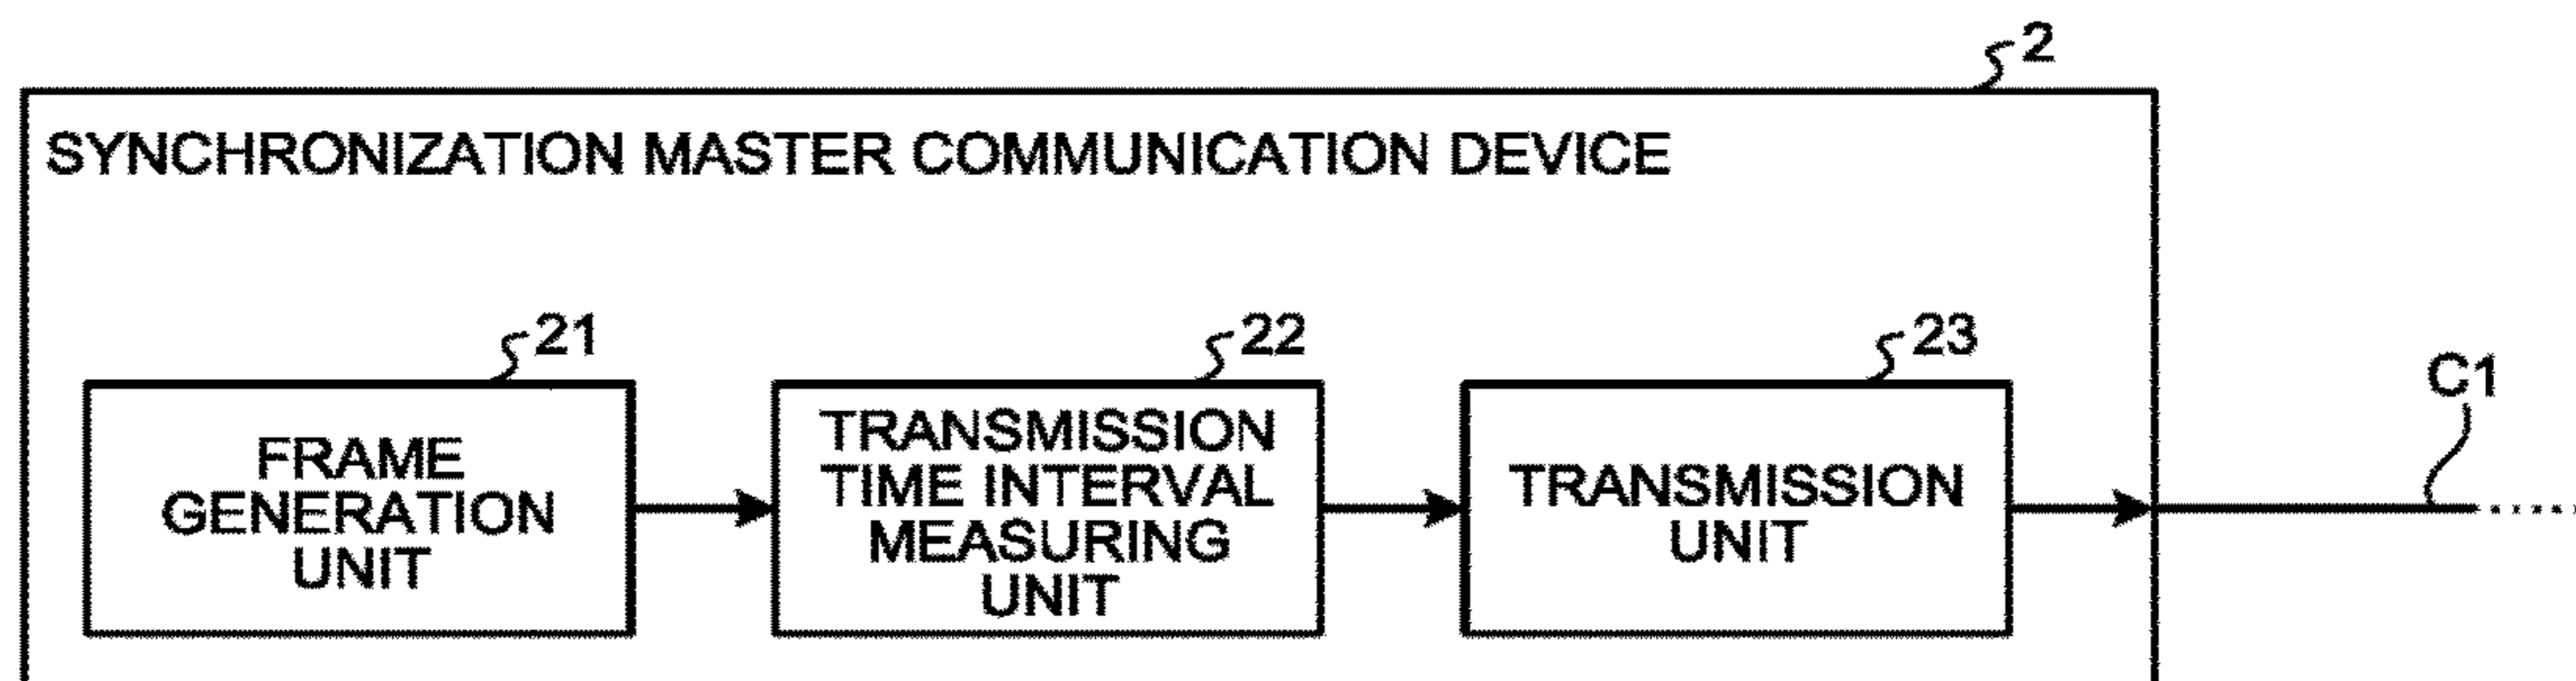 2
SYNCHRONIZATION MASTER COMMUNICATION DEVICE
21
22
23
C1
FRAME
GENERATION
UNIT
TRANSMISSION
TIME INTERVAL
MEASURING
UNIT
TRANSMISSION
UNIT